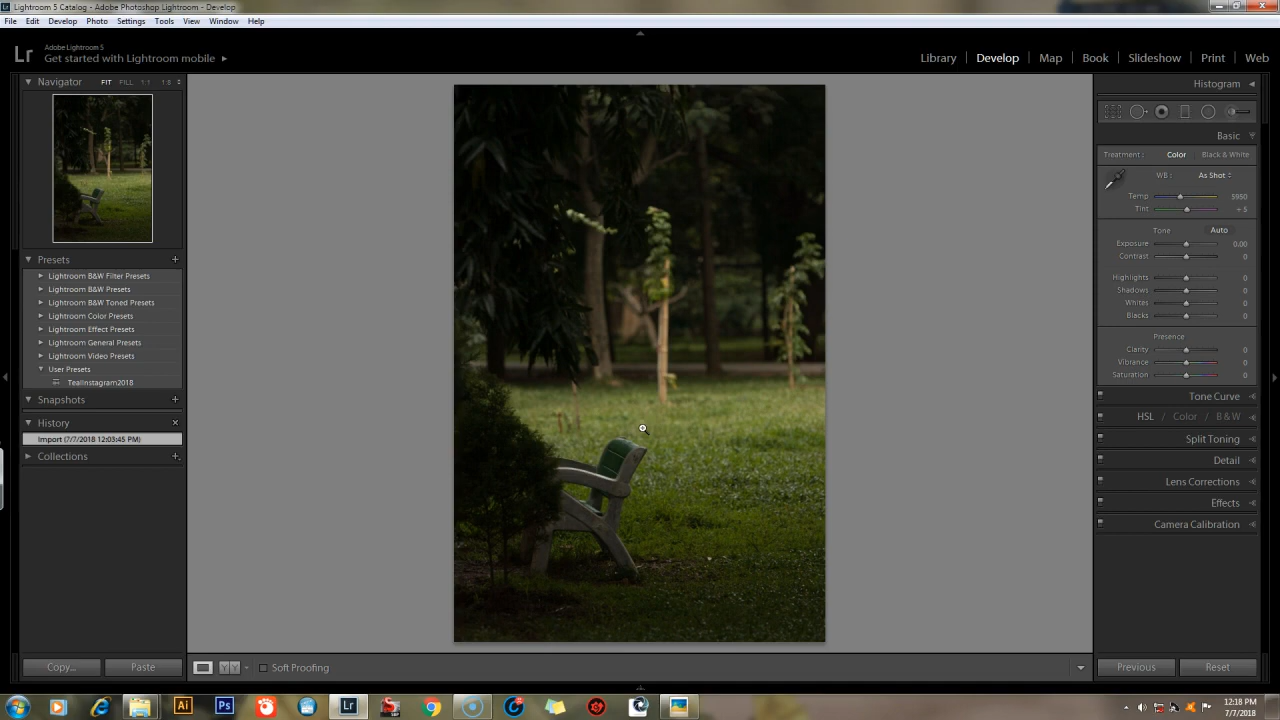 Lightroom 5 Catalog - Adobe Photoshop Lightroom - Develop
File Edit Develop Photo Settings Tools View Window Help
Lr
Adobe Lightroom 5
Get started with Lightroom mobile
Library Develop Map Book Slideshow Print Web
Navigator FIT FILL 1:1 1:8
Presets
Lightroom B&W Filter Presets
Lightroom B&W Presets
Lightroom B&W Toned Presets
Lightroom Color Presets
Lightroom Effect Presets
Lightroom General Presets
Lightroom Video Presets
User Presets
TealInstagram2018
Snapshots
History
Import (7/7/2018 12:03:45 PM)
Collections
Copy... Paste
Soft Proofing
Histogram
Basic
Treatment : Color Black & White
WB : As Shot
Temp 5950
Tint + 5
Tone Auto
Exposure 0.00
Contrast 0
Highlights 0
Shadows 0
Whites 0
Blacks 0
Presence
Clarity 0
Vibrance 0
Saturation 0
Tone Curve
HSL / Color / B & W
Split Toning
Detail
Lens Corrections
Effects
Camera Calibration
Previous Reset
Ai Ps Lr
12:18 PM
7/7/2018